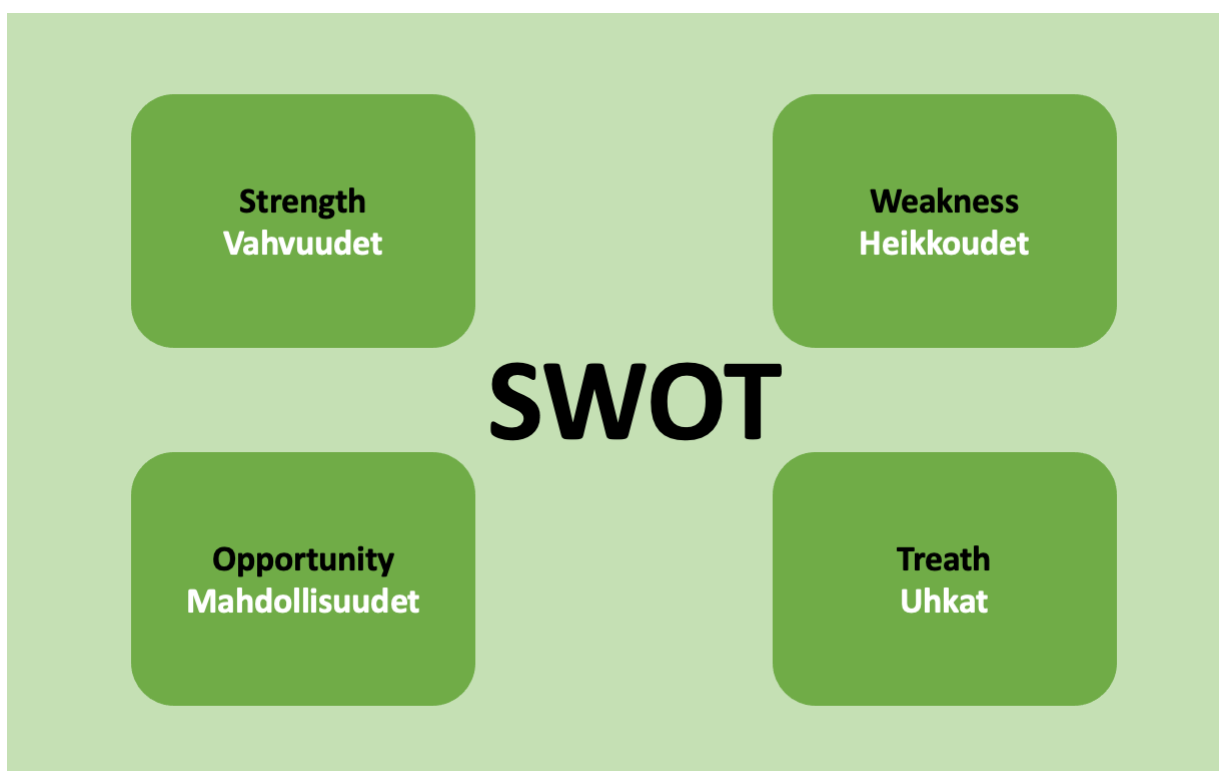 Strength
Vahvuudet
Weakness
Heikkoudet
SWOT
Opportunity
Mahdollisuudet
Treath
Uhkat